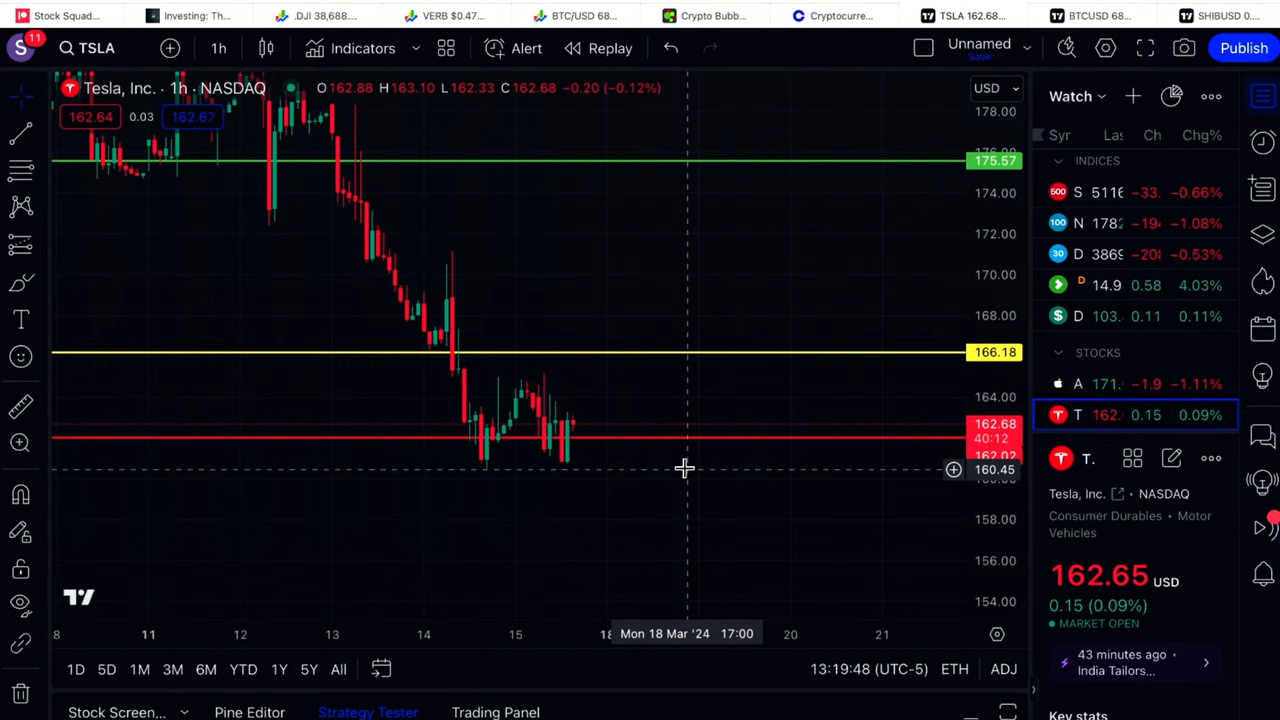 Stock Squad...
Investing: Th...
.DJI 38,688....
VERB $0.47...
BTC/USD 68...
Crypto Bubb...
Cryptocurre...
TSLA 162.68...
BTCUSD 68...
SHIBUSD 0....
S 11
TSLA
1h
Indicators
Alert
Replay
Unnamed
Save
Publish
Tesla, Inc. · 1h · NASDAQ
O162.88 H163.10 L162.33 C162.68 −0.20 (−0.12%)
162.64
0.03
162.67
USD
178.00
176.00
175.57
174.00
172.00
170.00
168.00
166.18
164.00
162.68
40:12
162.02
160.45
158.00
156.00
154.00
8
11
12
13
14
15
18
Mon 18 Mar '24 17:00
20
21
1D
5D
1M
3M
6M
YTD
1Y
5Y
All
13:19:48 (UTC-5)
ETH
ADJ
Stock Screen...
Pine Editor
Strategy Tester
Trading Panel
Watch
Syr
Las
Ch
Chg%
INDICES
500 S 5116 −33. −0.66%
100 N 1782 −194 −1.08%
30 D 3869 −208 −0.53%
D 14.9 0.58 4.03%
$ D 103. 0.11 0.11%
STOCKS
A 171. −1.9 −1.11%
T 162. 0.15 0.09%
T.
Tesla, Inc. • NASDAQ
Consumer Durables • Motor
Vehicles
162.65 USD
0.15 (0.09%)
MARKET OPEN
43 minutes ago •
India Tailors...
Key stats